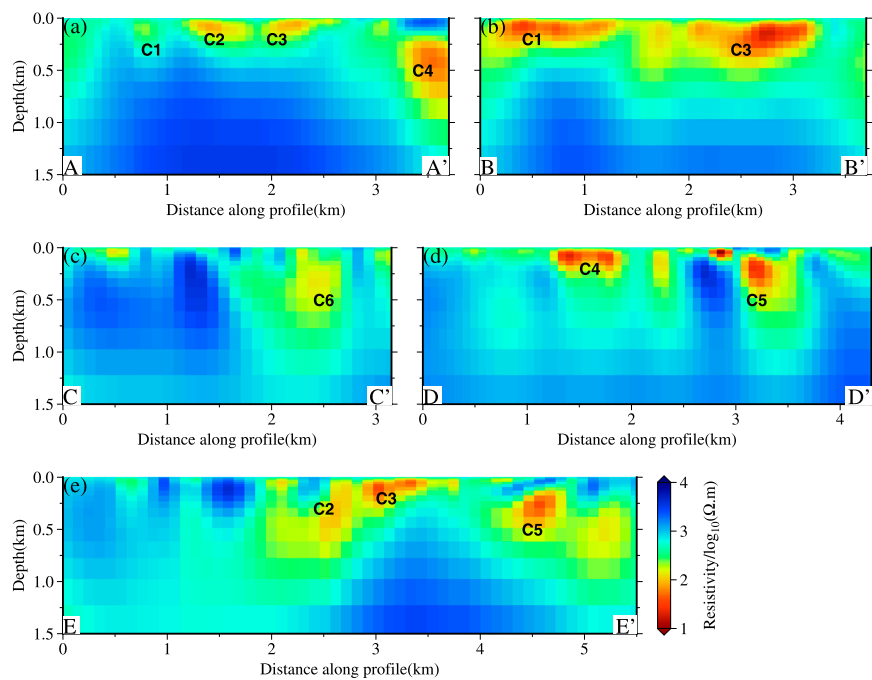 (a) C1 C2 C3 C4
Depth(km)
0.0
0.5
1.0
1.5
A A’
0 1 2 3
Distance along profile(km)
(b) C1 C3
B B’
0 1 2 3
Distance along profile(km)
(c) C6
Depth(km)
0.0
0.5
1.0
1.5
C C’
0 1 2 3
Distance along profile(km)
(d) C4 C5
D D’
0 1 2 3 4
Distance along profile(km)
(e) C2 C3 C5
Depth(km)
0.0
0.5
1.0
1.5
E E’
0 1 2 3 4 5
Distance along profile(km)
4
3
2
1
Resistivity/log₁₀(Ω.m)